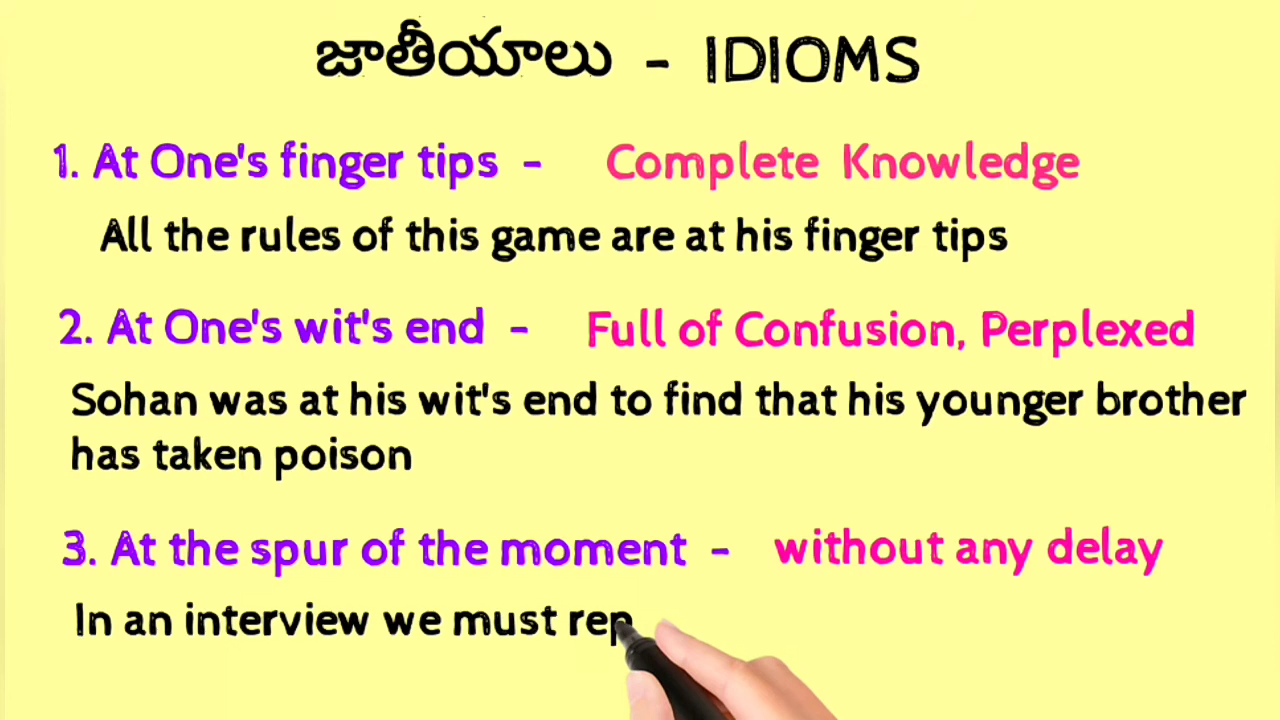 జాతీయాలు - IDIOMS
1. At One's finger tips - Complete Knowledge
All the rules of this game are at his finger tips
2. At One's wit's end - Full of Confusion, Perplexed
Sohan was at his wit's end to find that his younger brother
has taken poison
3. At the spur of the moment - without any delay
In an interview we must rep